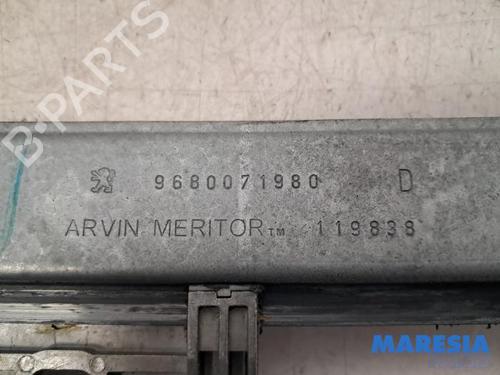 B-PARTS
9680071980 D
ARVIN MERITOR™ 119838
MARESIA